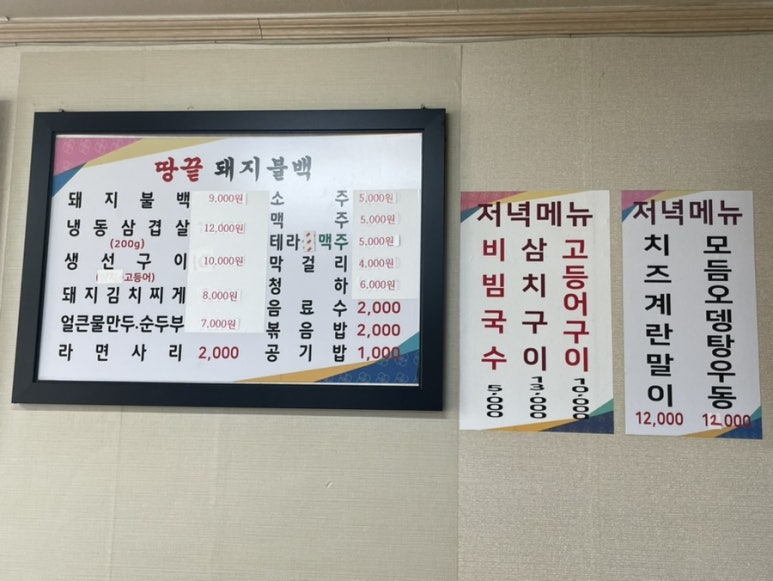 땅끝 돼지불백
돼지불백 9,000원
냉동삼겹살 12,000원
(200g)
생선구이 10,000원
고등어)
돼지김치찌게 8,000원
얼큰물만두.순두부 7,000원
라면사리 2,000
소주 5,000원
맥주 5,000원
테라 맥주 5,000원
막걸리 4,000원
청하 6,000원
음료수 2,000
볶음밥 2,000
공기밥 1,000
저녁메뉴
비빔국수 5,000
삼치구이 13,000
고등어구이 10,000
저녁메뉴
치즈계란말이 12,000
모듬오뎅탕우동 12,000